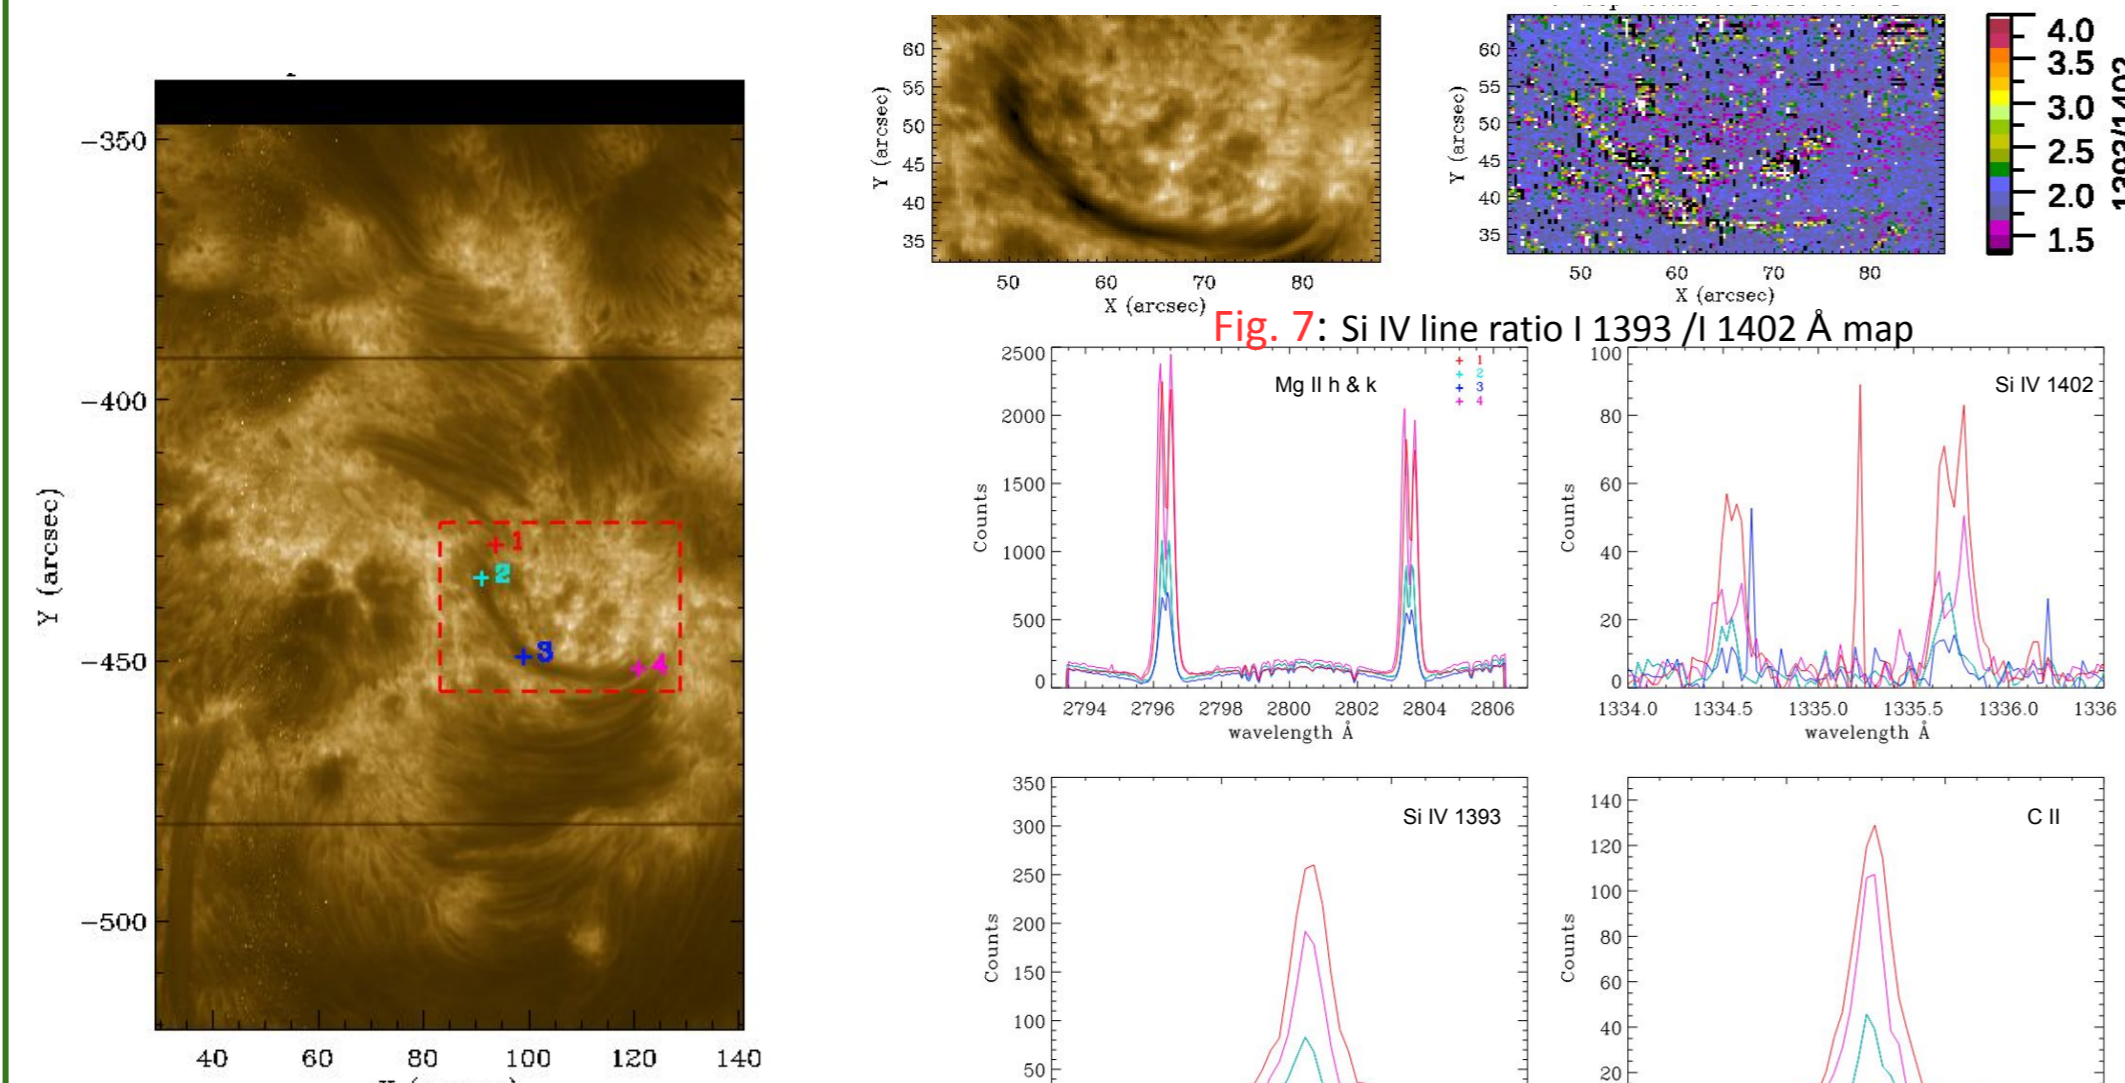 −350
−400
−450
−500
Y (arcsec)
40 60 80 100 120 140
1
2
3
4
60
55
50
45
40
35
Y (arcsec)
50 60 70 80
X (arcsec)
60
55
50
45
40
35
Y (arcsec)
50 60 70 80
X (arcsec)
4.0
3.5
3.0
2.5
2.0
1.5
1393/1402
Fig. 7: Si IV line ratio I 1393 /I 1402 Å map
2500
2000
1500
1000
500
0
Counts
Mg II h & k
+ 1
+ 2
+ 3
+ 4
2794 2796 2798 2800 2802 2804 2806
wavelength Å
100
80
60
40
20
0
Counts
Si IV 1402
1334.0 1334.5 1335.0 1335.5 1336.0 1336
wavelength Å
350
300
250
200
150
100
50
Counts
Si IV 1393
140
120
100
80
60
40
20
Counts
C II